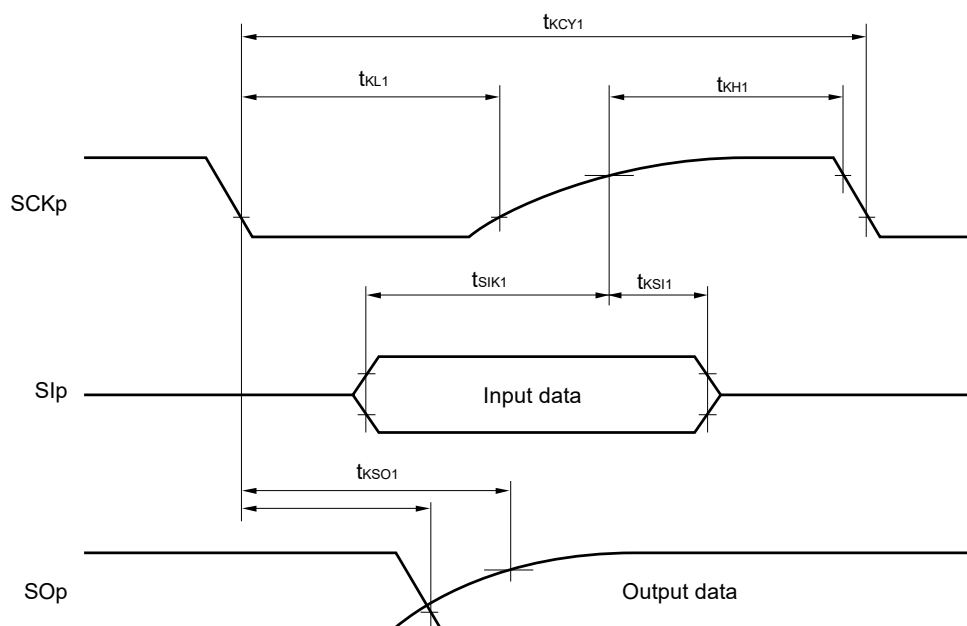 tKCY1
tKL1
tKH1
SCKp
tSIK1
tKSI1
SIp
Input data
tKSO1
SOp
Output data